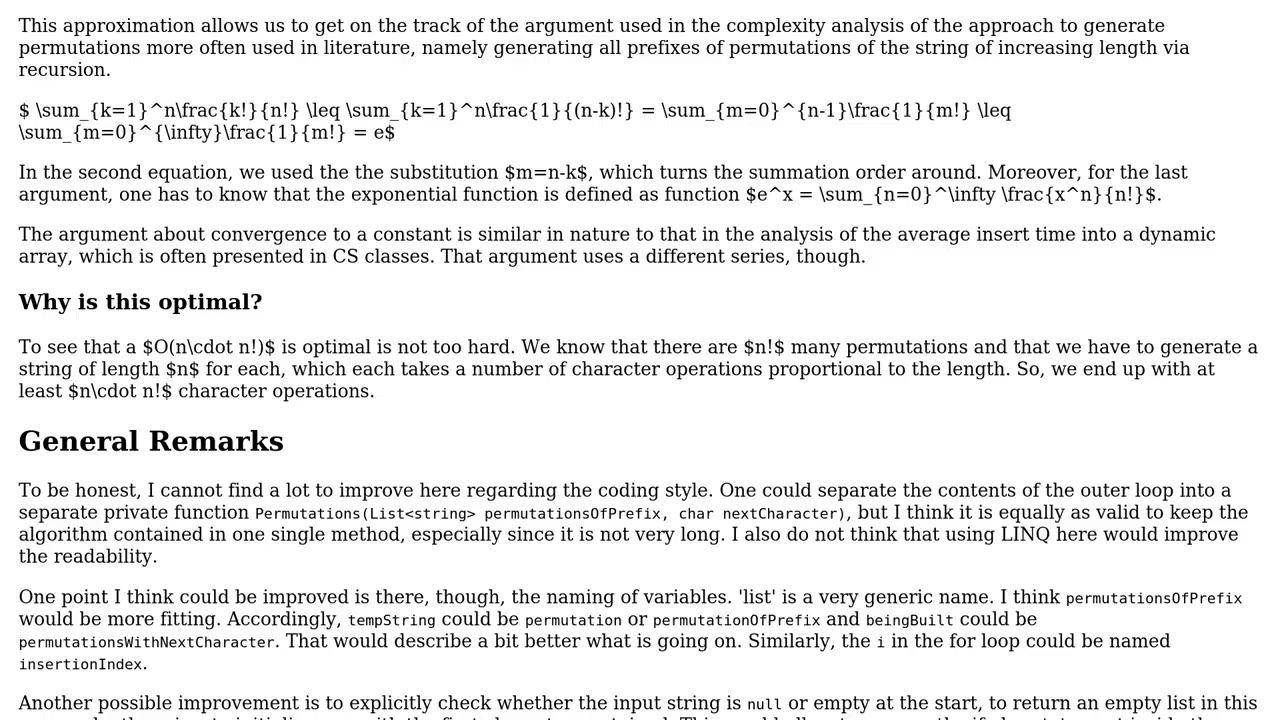 This approximation allows us to get on the track of the argument used in the complexity analysis of the approach to generate
permutations more often used in literature, namely generating all prefixes of permutations of the string of increasing length via
recursion.
$ \sum_{k=1}^n\frac{k!}{n!} \leq \sum_{k=1}^n\frac{1}{(n-k)!} = \sum_{m=0}^{n-1}\frac{1}{m!} \leq
\sum_{m=0}^{\infty}\frac{1}{m!} = e$
In the second equation, we used the the substitution $m=n-k$, which turns the summation order around. Moreover, for the last
argument, one has to know that the exponential function is defined as function $e^x = \sum_{n=0}^\infty \frac{x^n}{n!}$.
The argument about convergence to a constant is similar in nature to that in the analysis of the average insert time into a dynamic
array, which is often presented in CS classes. That argument uses a different series, though.
Why is this optimal?
To see that a $O(n\cdot n!)$ is optimal is not too hard. We know that there are $n!$ many permutations and that we have to generate a
string of length $n$ for each, which each takes a number of character operations proportional to the length. So, we end up with at
least $n\cdot n!$ character operations.
General Remarks
To be honest, I cannot find a lot to improve here regarding the coding style. One could separate the contents of the outer loop into a
separate private function Permutations(List<string> permutationsOfPrefix, char nextCharacter), but I think it is equally as valid to keep the
algorithm contained in one single method, especially since it is not very long. I also do not think that using LINQ here would improve
the readability.
One point I think could be improved is there, though, the naming of variables. 'list' is a very generic name. I think permutationsOfPrefix
would be more fitting. Accordingly, tempString could be permutation or permutationOfPrefix and beingBuilt could be
permutationsWithNextCharacter. That would describe a bit better what is going on. Similarly, the i in the for loop could be named
insertionIndex.
Another possible improvement is to explicitly check whether the input string is null or empty at the start, to return an empty list in this